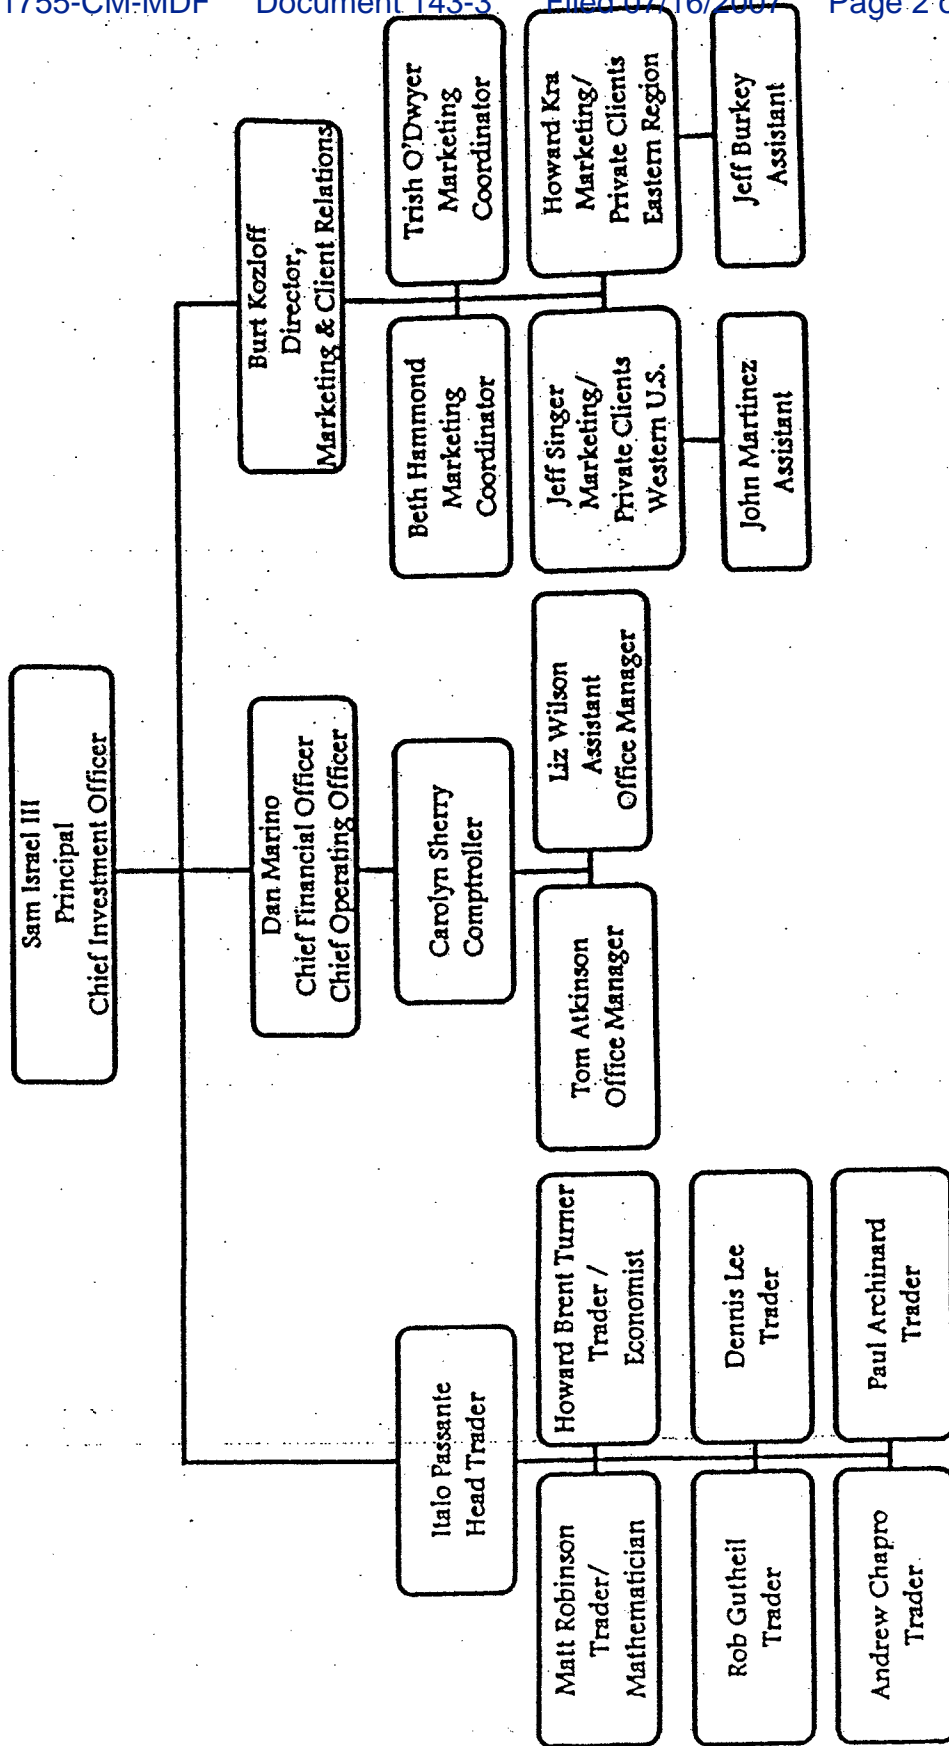 1755-CM-MDF Document 143-3 Filed 07/16/2007 Page 2 o
Sam Israel III
Principal
Chief Investment Officer
Burt Kozloff
Director,
Marketing & Client Relations
Dan Marino
Chief Financial Officer
Chief Operating Officer
Italo Passante
Head Trader
Carolyn Sherry
Comptroller
Beth Hammond
Marketing
Coordinator
Trish O'Dwyer
Marketing
Coordinator
Matt Robinson
Trader/
Mathematician
Howard Brent Turner
Trader /
Economist
Tom Atkinson
Office Manager
Liz Wilson
Assistant
Office Manager
Jeff Singer
Marketing/
Private Clients
Western U.S.
Howard Kra
Marketing/
Private Clients
Eastern Region
Rob Gutheil
Trader
Dennis Lee
Trader
John Martinez
Assistant
Jeff Burkey
Assistant
Andrew Chapro
Trader
Paul Archinard
Trader